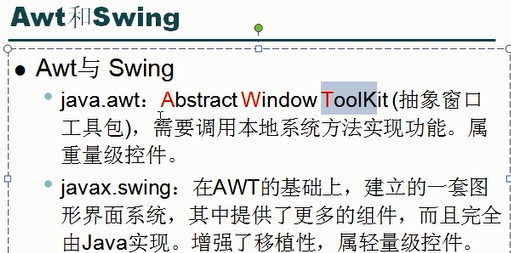 Awt和Swing
Awt与 Swing
java.awt：Abstract Window ToolKit (抽象窗口
工具包)，需要调用本地系统方法实现功能。属
重量级控件。
javax.swing：在AWT的基础上，建立的一套图
形界面系统，其中提供了更多的组件，而且完全
由Java实现。增强了移植性，属轻量级控件。